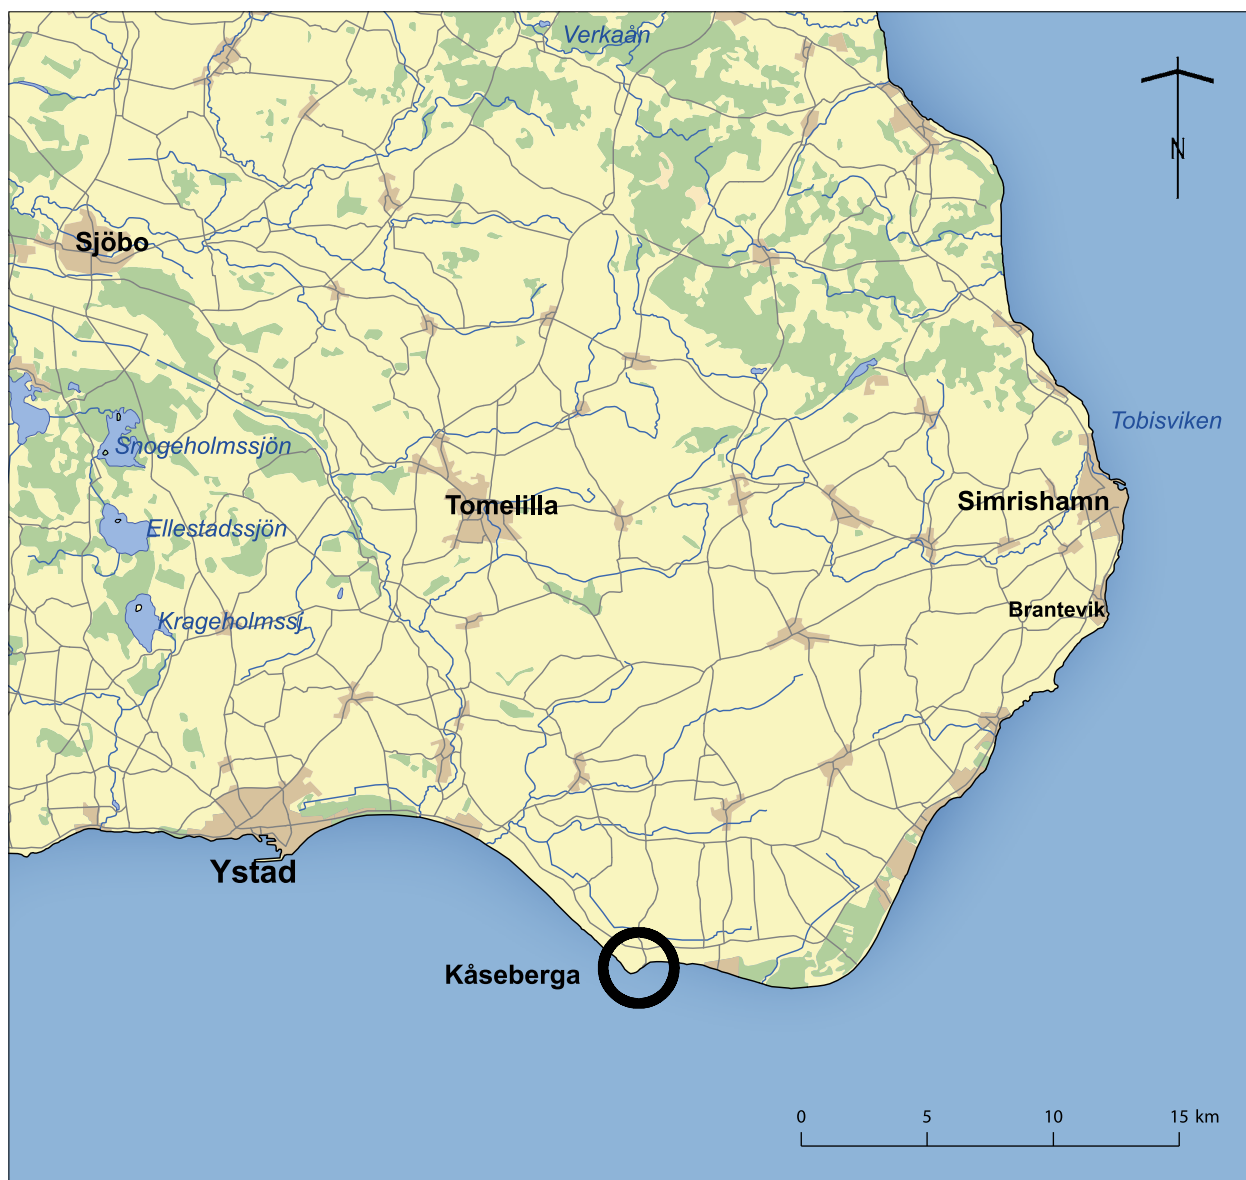 Verkaån
N
Sjöbo
Tobisviken
Snogeholmssjön
Simrishamn
Tomelilla
Ellestadssjön
Brantevik
Krageholmssj.
Ystad
Kåseberga
0 5 10 15 km